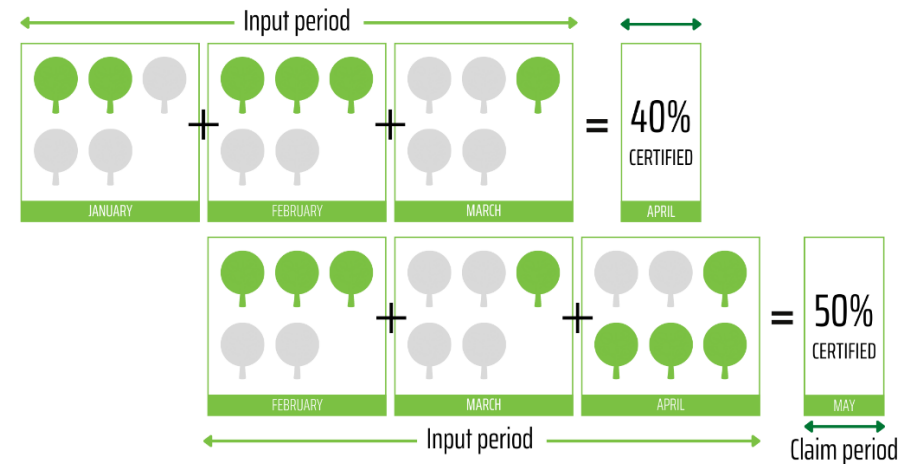 Input period
+
+
=
40%
CERTIFIED
JANUARY
FEBRUARY
MARCH
APRIL
+
+
=
50%
CERTIFIED
FEBRUARY
MARCH
APRIL
MAY
Input period
Claim period